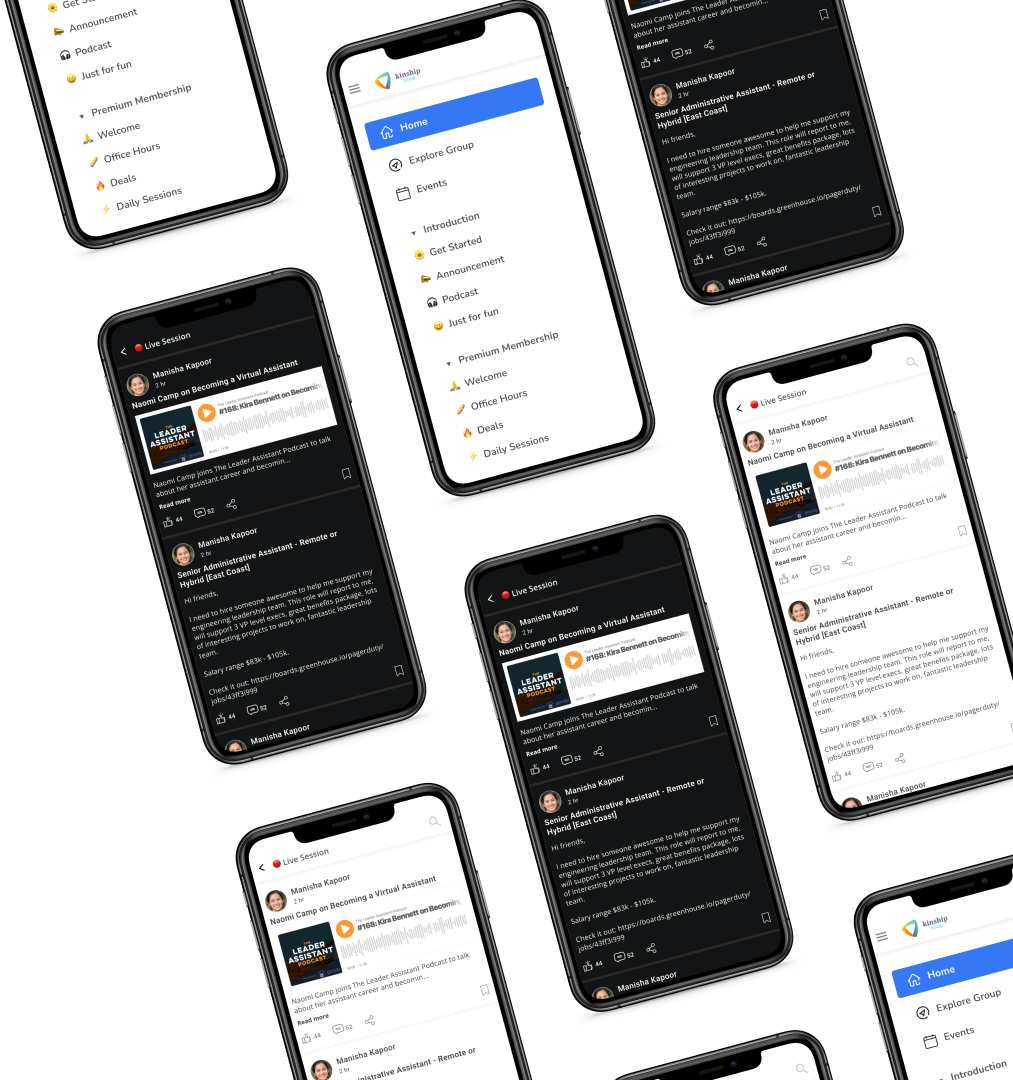 Get St
Announcement
Podcast
Just for fun
Premium Membership
Welcome
Office Hours
Deals
Daily Sessions
kinship
living
Home
Explore Group
Events
Introduction
Get Started
Announcement
Podcast
Just for fun
Premium Membership
Welcome
Office Hours
Deals
Daily Sessions
Naomi Camp joins The Leader Assistant Podcast to talk
about her assistant career and becomin...
Read more
44
52
Manisha Kapoor
2 hr
Senior Administrative Assistant - Remote or
Hybrid [East Coast]
Hi friends,
I need to hire someone awesome to help me support my
engineering leadership team. This role will report to me,
will support 3 VP level execs, great benefits package, lots
of interesting projects to work on, fantastic leadership
team.
Salary range $83k - $105k.
Check it out: https://boards.greenhouse.io/pagerduty/
jobs/43ff3i999
44
52
Manisha Kapoor
Live Session
Manisha Kapoor
2 hr
Naomi Camp on Becoming a Virtual Assistant
THE
LEADER
ASSISTANT
PODCAST
The Leader Assistant Podcast
#168: Kira Bennett on Becomin
Naomi Camp joins The Leader Assistant Podcast to talk
about her assistant career and becomin...
Read more
44
52
Manisha Kapoor
2 hr
Senior Administrative Assistant - Remote or
Hybrid [East Coast]
Hi friends,
I need to hire someone awesome to help me support my
engineering leadership team. This role will report to me,
will support 3 VP level execs, great benefits package, lots
of interesting projects to work on, fantastic leadership
team.
Salary range $83k - $105k.
Check it out: https://boards.greenhouse.io/pagerduty/
jobs/43ff3i999
44
52
Manisha Kapoor
Live Session
Manisha Kapoor
2 hr
Naomi Camp on Becoming a Virtual Assistant
THE
LEADER
ASSISTANT
PODCAST
The Leader Assistant Podcast
#168: Kira Bennett on Becomin
Naomi Camp joins The Leader Assistant Podcast to talk
about her assistant career and becomin...
Read more
44
52
Manisha Kapoor
2 hr
Senior Administrative Assistant - Remote or
Hybrid [East Coast]
Hi friends,
I need to hire someone awesome to help me support my
engineering leadership team. This role will report to me,
will support 3 VP level execs, great benefits package, lots
of interesting projects to work on, fantastic leadership
team.
Salary range $83k - $105k.
Check it out: https://boards.greenhouse.io/pagerduty/
jobs/43ff3i999
44
52
Manisha Kapoor
Live Session
Manisha Kapoor
2 hr
Naomi Camp on Becoming a Virtual Assistant
THE
LEADER
ASSISTANT
PODCAST
The Leader Assistant Podcast
#168: Kira Bennett on Becomin
Naomi Camp joins The Leader Assistant Podcast to talk
about her assistant career and becomin...
Read more
44
52
Manisha Kapoor
2 hr
Senior Administrative Assistant - Remote or
Hybrid [East Coast]
Hi friends,
I need to hire someone awesome to help me support my
engineering leadership team. This role will report to me,
will support 3 VP level execs, great benefits package, lots
of interesting projects to work on, fantastic leadership
team.
Salary range $83k - $105k.
Check it out: https://boards.greenhouse.io/pagerduty/
jobs/43ff3i999
44
52
Manisha Kapoor
Live Session
Manisha Kapoor
2 hr
Naomi Camp on Becoming a Virtual Assistant
THE
LEADER
ASSISTANT
PODCAST
The Leader Assistant Podcast
#168: Kira Bennett on Becomin
Naomi Camp joins The Leader Assistant Podcast to talk
about her assistant career and becomin...
Read more
44
52
Manisha Kapoor
2 hr
inistrative Assistant - Remote or
kinship
living
Home
Explore Group
Events
Introduction